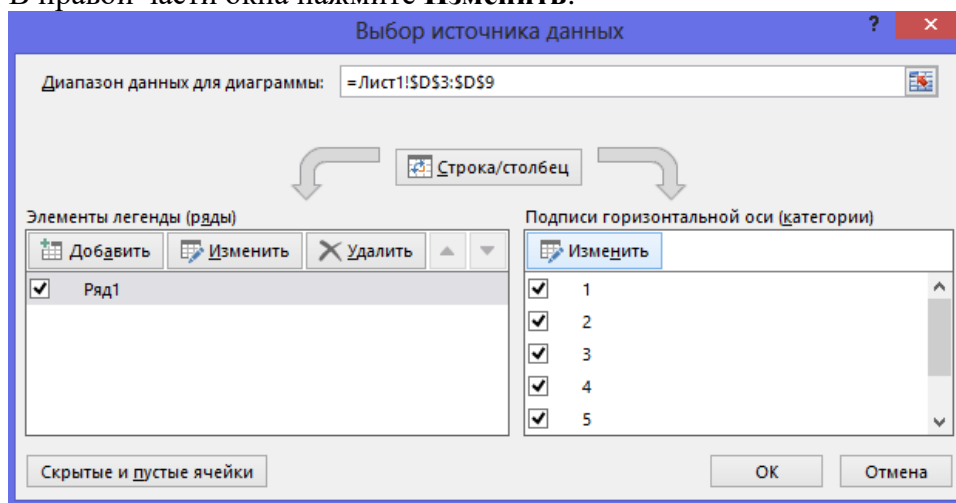 В правой части окна нажмите Изменить.
Выбор источника данных ? ×
Диапазон данных для диаграммы: =Лист1!$D$3:$D$9
Строка/столбец
Элементы легенды (ряды)
Добавить Изменить Удалить
Ряд1
Подписи горизонтальной оси (категории)
Изменить
1
2
3
4
5
Скрытые и пустые ячейки
ОК Отмена